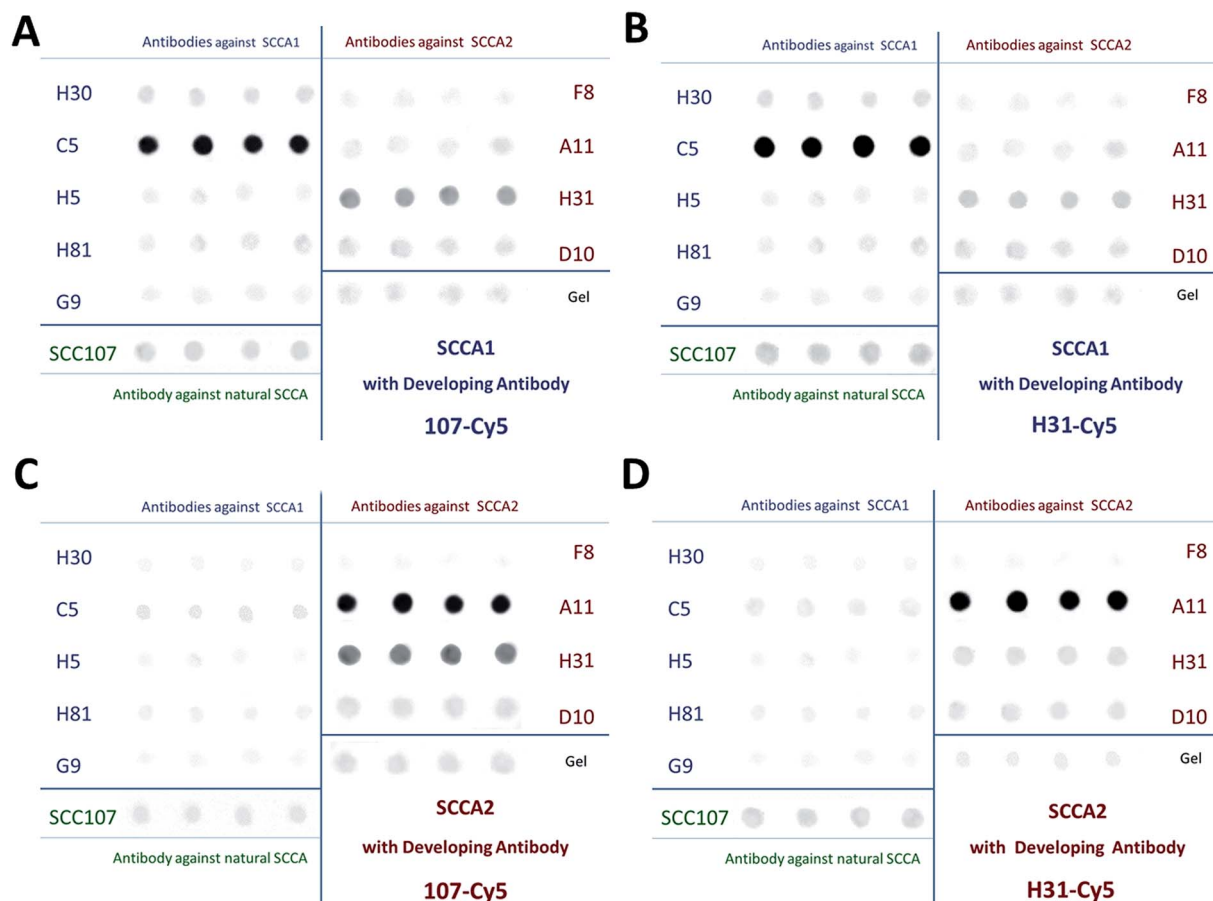 A
Antibodies against SCCA1
Antibodies against SCCA2
H30
F8
C5
A11
H5
H31
H81
D10
G9
Gel
SCC107
SCCA1
Antibody against natural SCCA
with Developing Antibody
107-Cy5
B
Antibodies against SCCA1
Antibodies against SCCA2
H30
F8
C5
A11
H5
H31
H81
D10
G9
Gel
SCC107
SCCA1
Antibody against natural SCCA
with Developing Antibody
H31-Cy5
C
Antibodies against SCCA1
Antibodies against SCCA2
H30
F8
C5
A11
H5
H31
H81
D10
G9
Gel
SCC107
SCCA2
Antibody against natural SCCA
with Developing Antibody
107-Cy5
D
Antibodies against SCCA1
Antibodies against SCCA2
H30
F8
C5
A11
H5
H31
H81
D10
G9
Gel
SCC107
SCCA2
Antibody against natural SCCA
with Developing Antibody
H31-Cy5